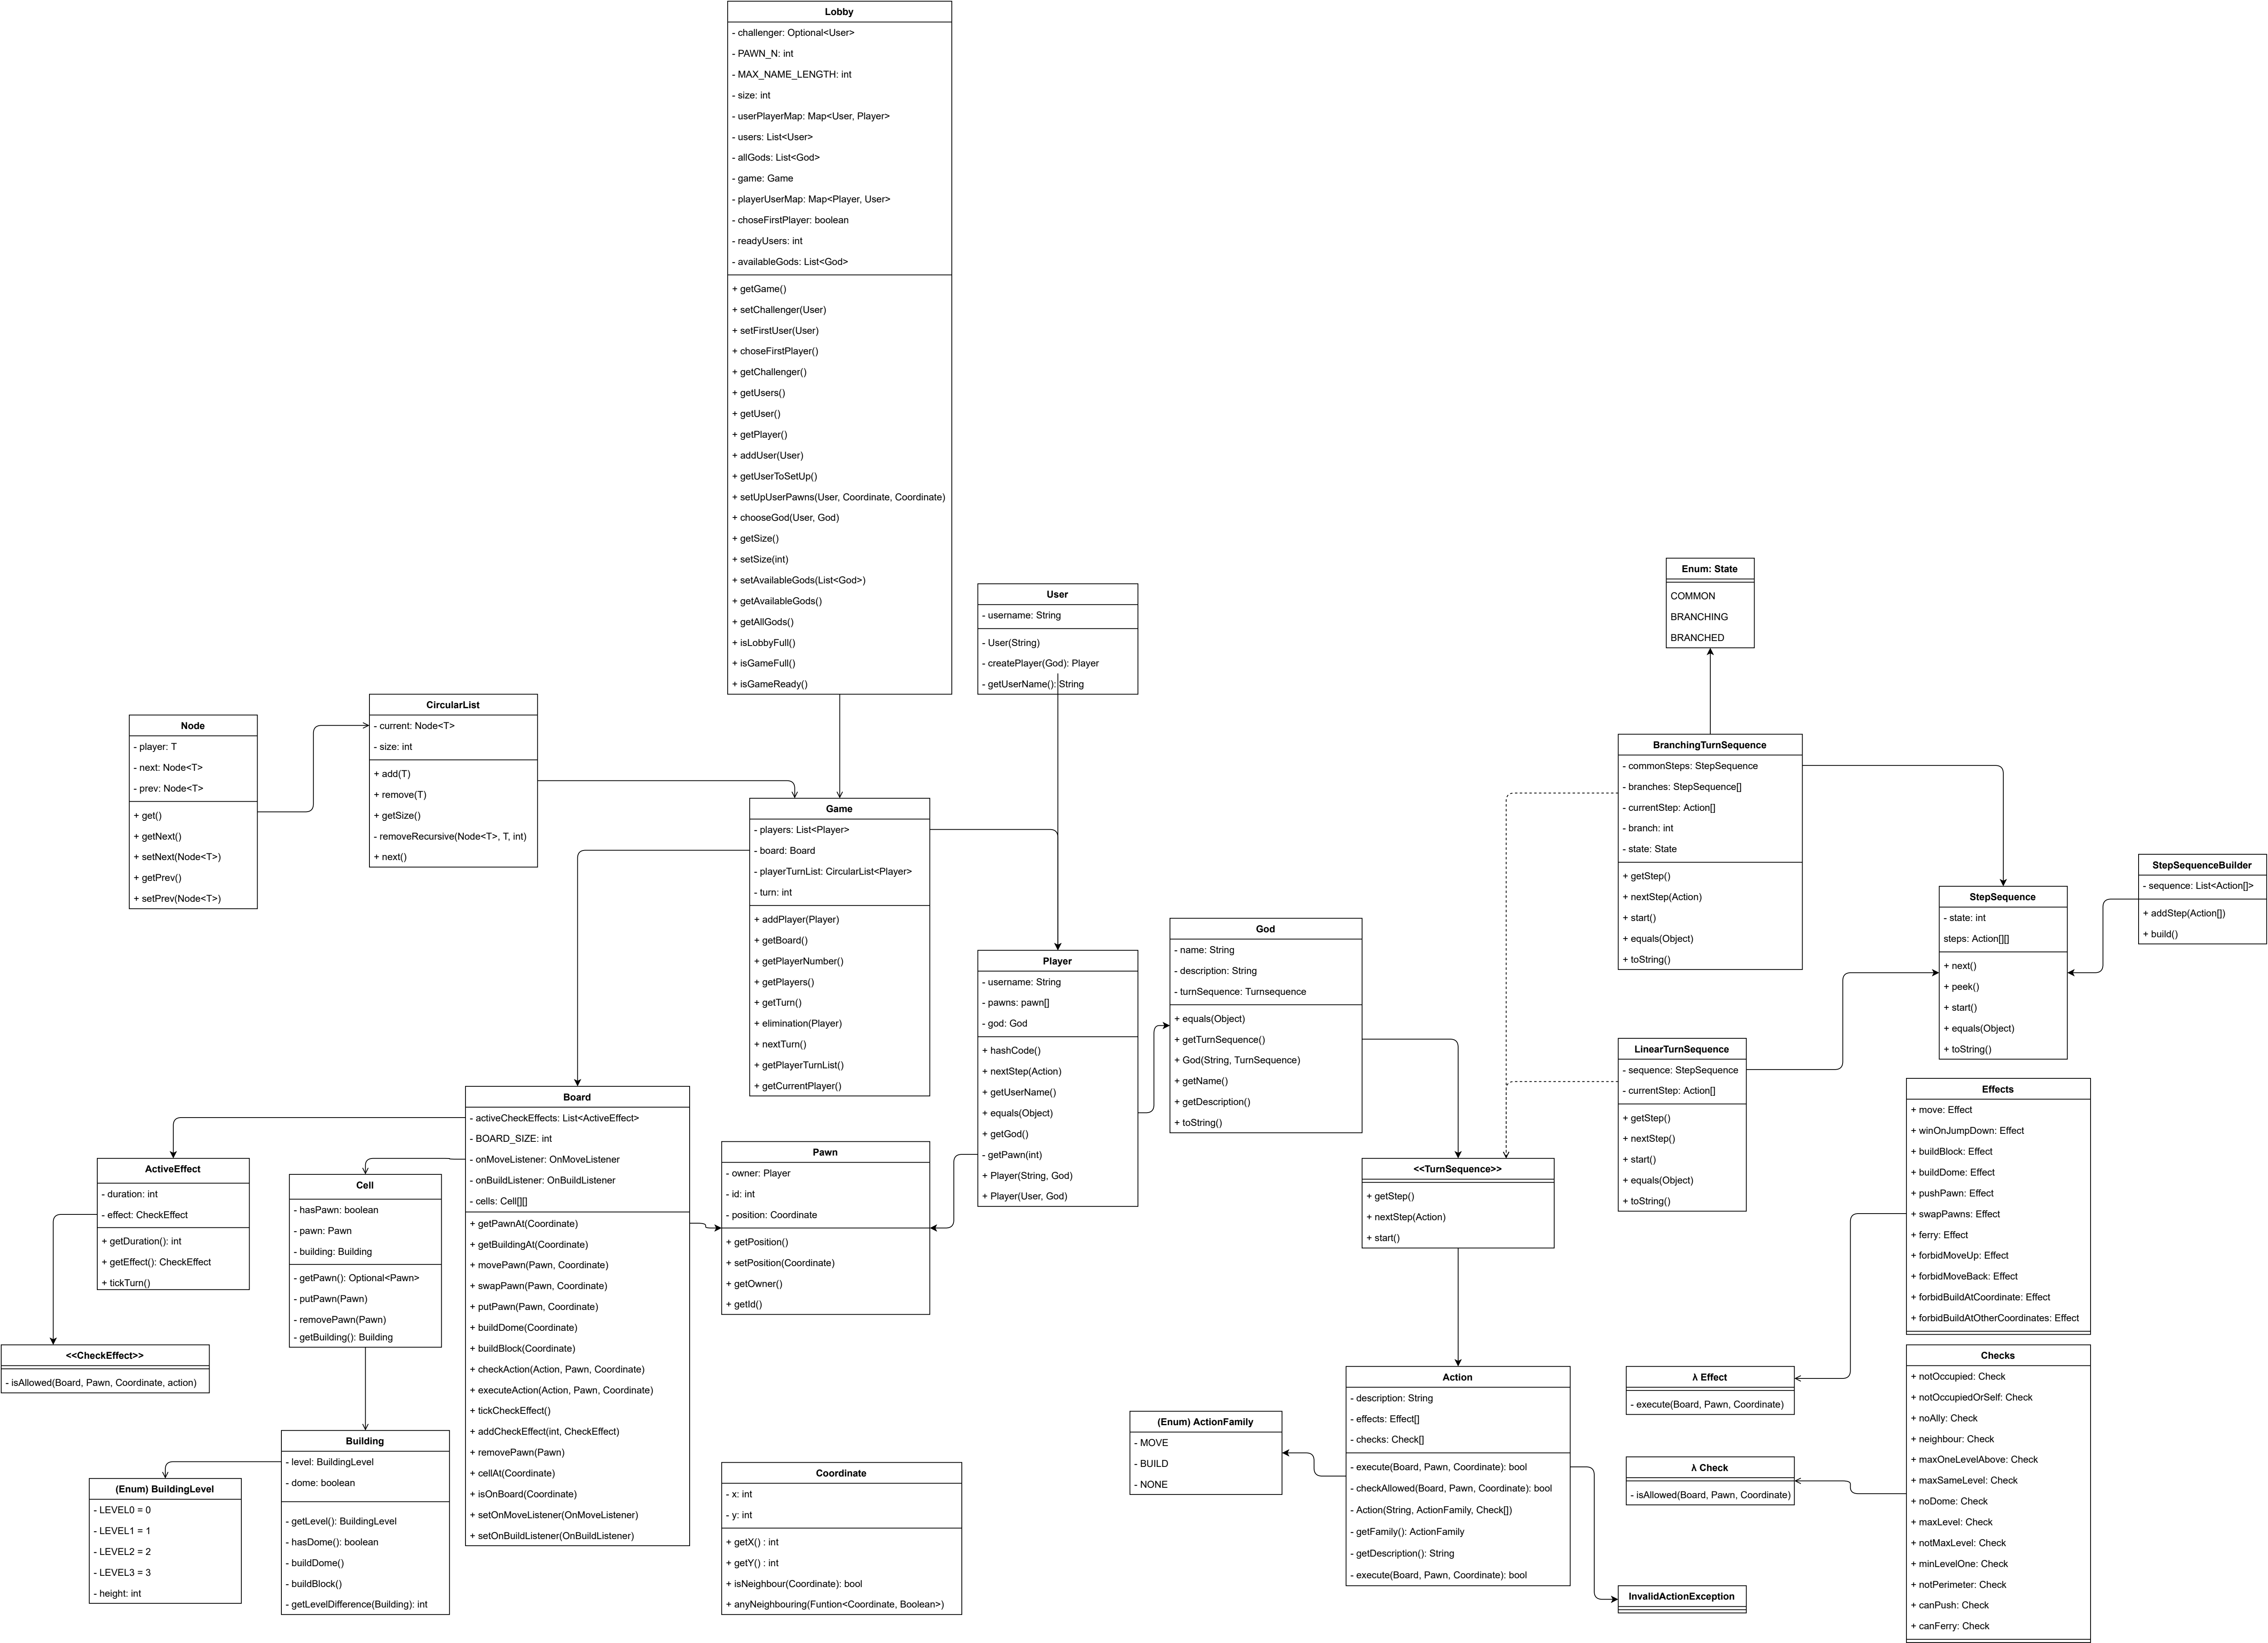 Lobby
- challenger: Optional<User>
- PAWN_N: int
- MAX_NAME_LENGTH: int
- size: int
- userPlayerMap: Map<User, Player>
- users: List<User>
- allGods: List<God>
- game: Game
- playerUserMap: Map<Player, User>
- choseFirstPlayer: boolean
- readyUsers: int
- availableGods: List<God>
+ getGame()
+ setChallenger(User)
+ setFirstUser(User)
+ choseFirstPlayer()
+ getChallenger()
+ getUsers()
+ getUser()
+ getPlayer()
+ addUser(User)
+ getUserToSetUp()
+ setUpUserPawns(User, Coordinate, Coordinate)
+ chooseGod(User, God)
+ getSize()
+ setSize(int)
+ setAvailableGods(List<God>)
+ getAvailableGods()
+ getAllGods()
+ isLobbyFull()
+ isGameFull()
+ isGameReady()
User
- username: String
- User(String)
- createPlayer(God): Player
- getUserName(): String
Enum: State
COMMON
BRANCHING
BRANCHED
Node
- player: T
- next: Node<T>
- prev: Node<T>
+ get()
+ getNext()
+ setNext(Node<T>)
+ getPrev()
+ setPrev(Node<T>)
CircularList
- current: Node<T>
- size: int
+ add(T)
+ remove(T)
+ getSize()
- removeRecursive(Node<T>, T, int)
+ next()
Game
- players: List<Player>
- board: Board
- playerTurnList: CircularList<Player>
- turn: int
+ addPlayer(Player)
+ getBoard()
+ getPlayerNumber()
+ getPlayers()
+ getTurn()
+ elimination(Player)
+ nextTurn()
+ getPlayerTurnList()
+ getCurrentPlayer()
BranchingTurnSequence
- commonSteps: StepSequence
- branches: StepSequence[]
- currentStep: Action[]
- branch: int
- state: State
+ getStep()
+ nextStep(Action)
+ start()
+ equals(Object)
+ toString()
StepSequence
- state: int
steps: Action[][]
+ next()
+ peek()
+ start()
+ equals(Object)
+ toString()
StepSequenceBuilder
- sequence: List<Action[]>
+ addStep(Action[])
+ build()
Player
- username: String
- pawns: pawn[]
- god: God
+ hashCode()
+ nextStep(Action)
+ getUserName()
+ equals(Object)
+ getGod()
- getPawn(int)
+ Player(String, God)
+ Player(User, God)
God
- name: String
- description: String
- turnSequence: Turnsequence
+ equals(Object)
+ getTurnSequence()
+ God(String, TurnSequence)
+ getName()
+ getDescription()
+ toString()
LinearTurnSequence
- sequence: StepSequence
- currentStep: Action[]
+ getStep()
+ nextStep()
+ start()
+ equals(Object)
+ toString()
Effects
+ move: Effect
+ winOnJumpDown: Effect
+ buildBlock: Effect
+ buildDome: Effect
+ pushPawn: Effect
+ swapPawns: Effect
+ ferry: Effect
+ forbidMoveUp: Effect
+ forbidMoveBack: Effect
+ forbidBuildAtCoordinate: Effect
+ forbidBuildAtOtherCoordinates: Effect
Board
- activeCheckEffects: List<ActiveEffect>
- BOARD_SIZE: int
- onMoveListener: OnMoveListener
- onBuildListener: OnBuildListener
- cells: Cell[][]
+ getPawnAt(Coordinate)
+ getBuildingAt(Coordinate)
+ movePawn(Pawn, Coordinate)
+ swapPawn(Pawn, Coordinate)
+ putPawn(Pawn, Coordinate)
+ buildDome(Coordinate)
+ buildBlock(Coordinate)
+ checkAction(Action, Pawn, Coordinate)
+ executeAction(Action, Pawn, Coordinate)
+ tickCheckEffect()
+ addCheckEffect(int, CheckEffect)
+ removePawn(Pawn)
+ cellAt(Coordinate)
+ isOnBoard(Coordinate)
+ setOnMoveListener(OnMoveListener)
+ setOnBuildListener(OnBuildListener)
ActiveEffect
- duration: int
- effect: CheckEffect
+ getDuration(): int
+ getEffect(): CheckEffect
+ tickTurn()
Cell
- hasPawn: boolean
- pawn: Pawn
- building: Building
- getPawn(): Optional<Pawn>
- putPawn(Pawn)
- removePawn(Pawn)
- getBuilding(): Building
Pawn
- owner: Player
- id: int
- position: Coordinate
+ getPosition()
+ setPosition(Coordinate)
+ getOwner()
+ getId()
<<TurnSequence>>
+ getStep()
+ nextStep(Action)
+ start()
<<CheckEffect>>
- isAllowed(Board, Pawn, Coordinate, action)
Building
- level: BuildingLevel
- dome: boolean
- getLevel(): BuildingLevel
- hasDome(): boolean
- buildDome()
- buildBlock()
- getLevelDifference(Building): int
(Enum) BuildingLevel
- LEVEL0 = 0
- LEVEL1 = 1
- LEVEL2 = 2
- LEVEL3 = 3
- height: int
Coordinate
- x: int
- y: int
+ getX() : int
+ getY() : int
+ isNeighbour(Coordinate): bool
+ anyNeighbouring(Funtion<Coordinate, Boolean>)
(Enum) ActionFamily
- MOVE
- BUILD
- NONE
Action
- description: String
- effects: Effect[]
- checks: Check[]
- execute(Board, Pawn, Coordinate): bool
- checkAllowed(Board, Pawn, Coordinate): bool
- Action(String, ActionFamily, Check[])
- getFamily(): ActionFamily
- getDescription(): String
- execute(Board, Pawn, Coordinate): bool
λ Effect
- execute(Board, Pawn, Coordinate)
λ Check
- isAllowed(Board, Pawn, Coordinate)
InvalidActionException
Checks
+ notOccupied: Check
+ notOccupiedOrSelf: Check
+ noAlly: Check
+ neighbour: Check
+ maxOneLevelAbove: Check
+ maxSameLevel: Check
+ noDome: Check
+ maxLevel: Check
+ notMaxLevel: Check
+ minLevelOne: Check
+ notPerimeter: Check
+ canPush: Check
+ canFerry: Check